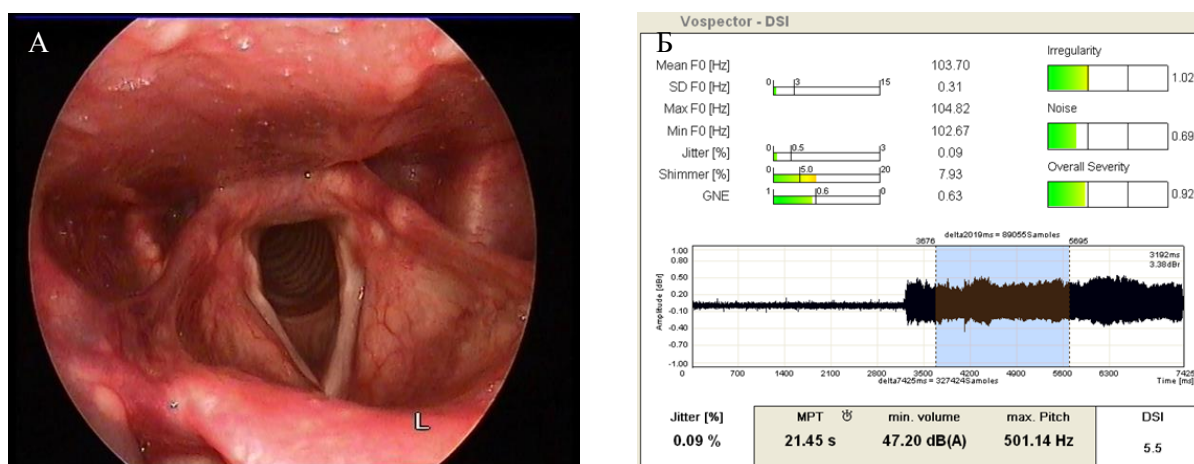 А
L
Vospector - DSI
Б
Mean F0 [Hz] 103.70
SD F0 [Hz] 0 3 15 0.31
Max F0 [Hz] 104.82
Min F0 [Hz] 102.67
Jitter [%] 0 0.5 3 0.09
Shimmer [%] 0 5.0 20 7.93
GNE 1 0.6 0 0.63
Irregularity
1.02
Noise
0.69
Overall Severity
0.92
delta2019ms = 89055Samples
3676 5695
3192ms
3.38dBr
Amplitude [dBr]
1.00
0.80
0.50
0.20
-0.10
-0.40
-0.70
-1.00
0 700 1400 2100 2800 3500 4200 4900 5600 6300 7425
delta7425ms = 327424Samples
Time [ms]
Jitter [%] MPT min. volume max. Pitch DSI
0.09 % 21.45 s 47.20 dB(A) 501.14 Hz 5.5